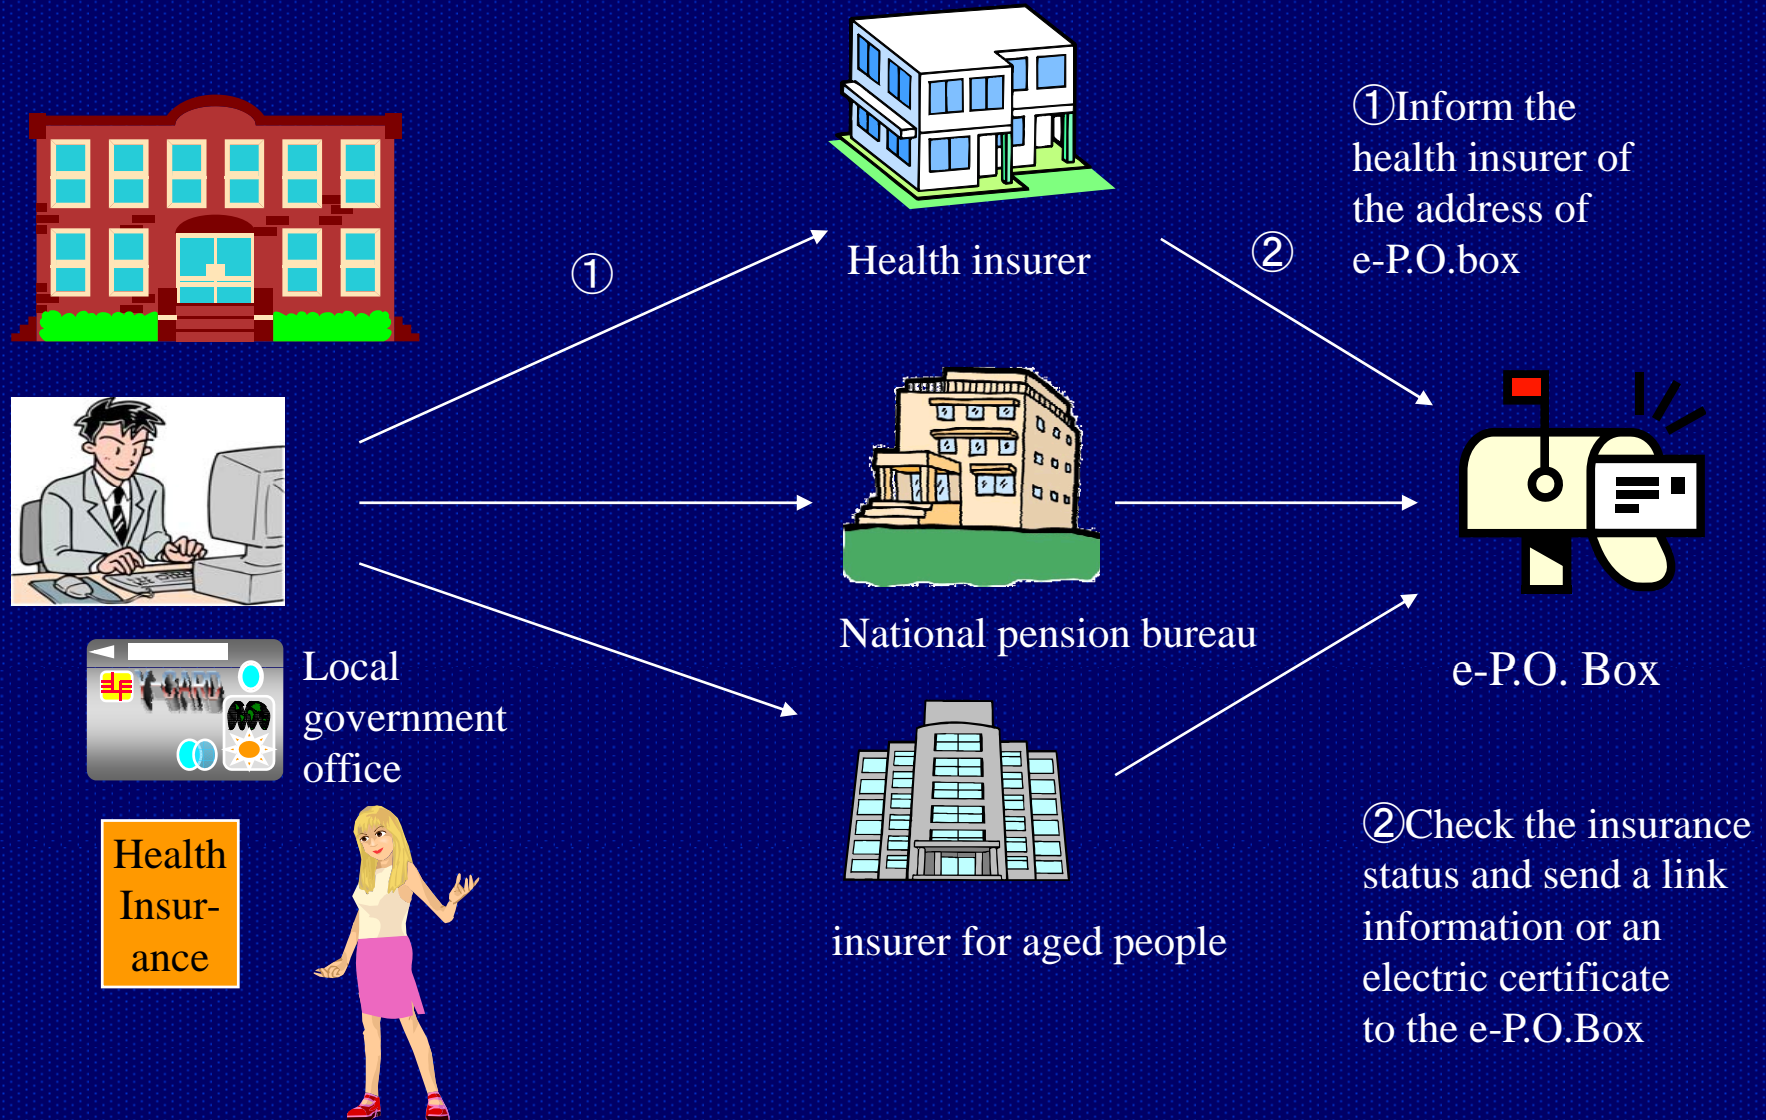 ①Inform the
health insurer of
the address of
e-P.O.box
①
Health insurer
②
National pension bureau
e-P.O. Box
Local
government
office
Health
Insur-
ance
insurer for aged people
②Check the insurance
status and send a link
information or an
electric certificate
to the e-P.O.Box